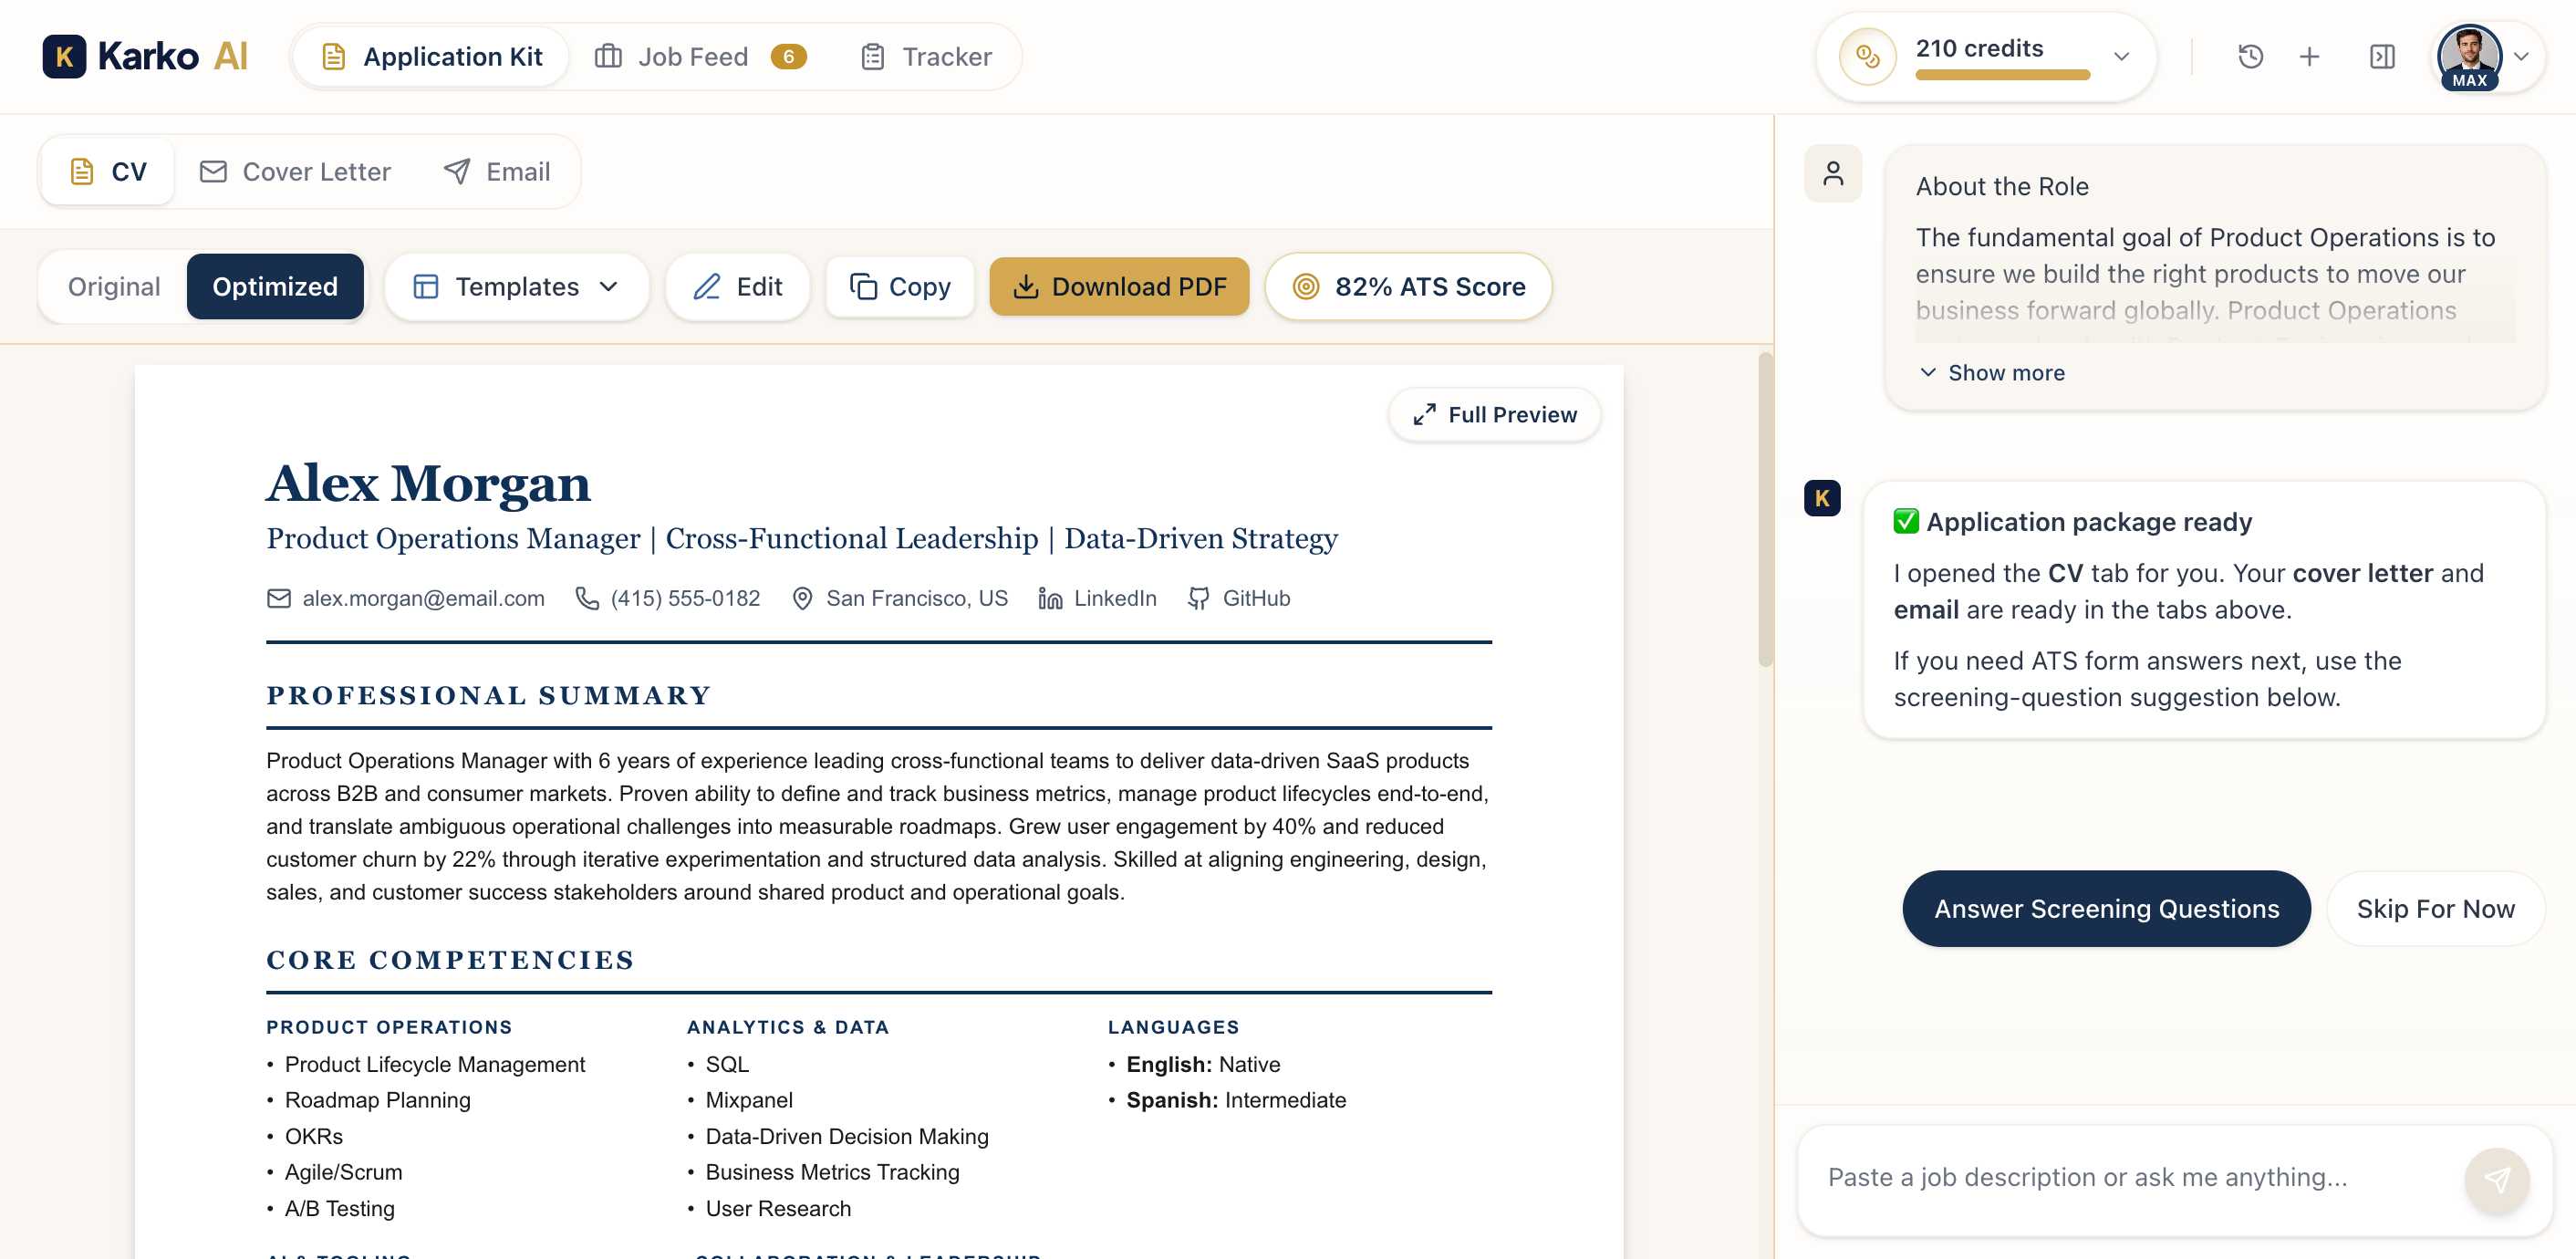 K Karko AI
Application Kit
Job Feed 6
Tracker
210 credits
MAX
CV
Cover Letter
Email
Original
Optimized
Templates
Edit
Copy
Download PDF
82% ATS Score
Full Preview
Alex Morgan
Product Operations Manager | Cross-Functional Leadership | Data-Driven Strategy
alex.morgan@email.com (415) 555-0182 San Francisco, US LinkedIn GitHub
PROFESSIONAL SUMMARY
Product Operations Manager with 6 years of experience leading cross-functional teams to deliver data-driven SaaS products
across B2B and consumer markets. Proven ability to define and track business metrics, manage product lifecycles end-to-end,
and translate ambiguous operational challenges into measurable roadmaps. Grew user engagement by 40% and reduced
customer churn by 22% through iterative experimentation and structured data analysis. Skilled at aligning engineering, design,
sales, and customer success stakeholders around shared product and operational goals.
CORE COMPETENCIES
PRODUCT OPERATIONS
• Product Lifecycle Management
• Roadmap Planning
• OKRs
• Agile/Scrum
• A/B Testing
ANALYTICS & DATA
• SQL
• Mixpanel
• Data-Driven Decision Making
• Business Metrics Tracking
• User Research
LANGUAGES
• English: Native
• Spanish: Intermediate
AI & TOOLING
COLLABORATION & LEADERSHIP
About the Role
The fundamental goal of Product Operations is to
ensure we build the right products to move our
business forward globally. Product Operations
Show more
K
✅ Application package ready
I opened the CV tab for you. Your cover letter and
email are ready in the tabs above.
If you need ATS form answers next, use the
screening-question suggestion below.
Answer Screening Questions
Skip For Now
Paste a job description or ask me anything...